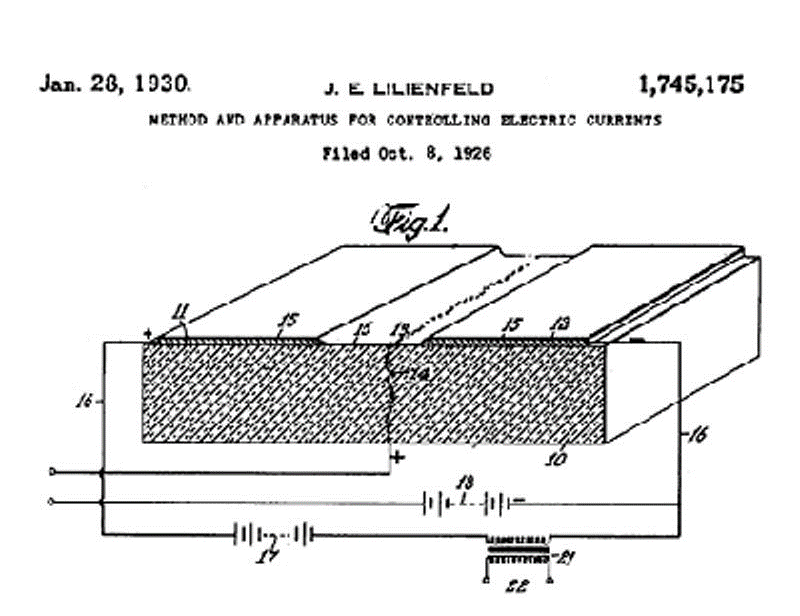 Jan. 28, 1930. J. E. LILIENFELD 1,745,175
METHOD AND APPARATUS FOR CONTROLLING ELECTRIC CURRENTS
Filed Oct. 8, 1926
Fig.1.
11 15 15 13 15
+ −
14
16 16
+ 10
18
−
17 21
22